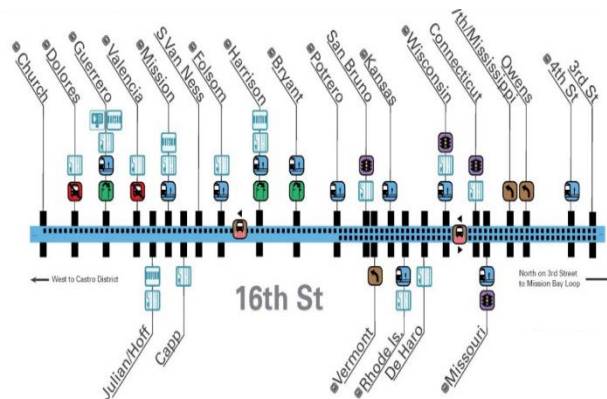 Church
Dolores
Guerrero
Valencia
Mission
S Van Ness
Folsom
Harrison
Bryant
Potrero
San Bruno
Kansas
Wisconsin
Connecticut
7th/Mississippi
Owens
4th St
3rd St
West to Castro District
North on 3rd Street
to Mission Bay Loop
16th St
Julian/Hoff
Capp
Vermont
Rhode Is.
De Haro
Missouri